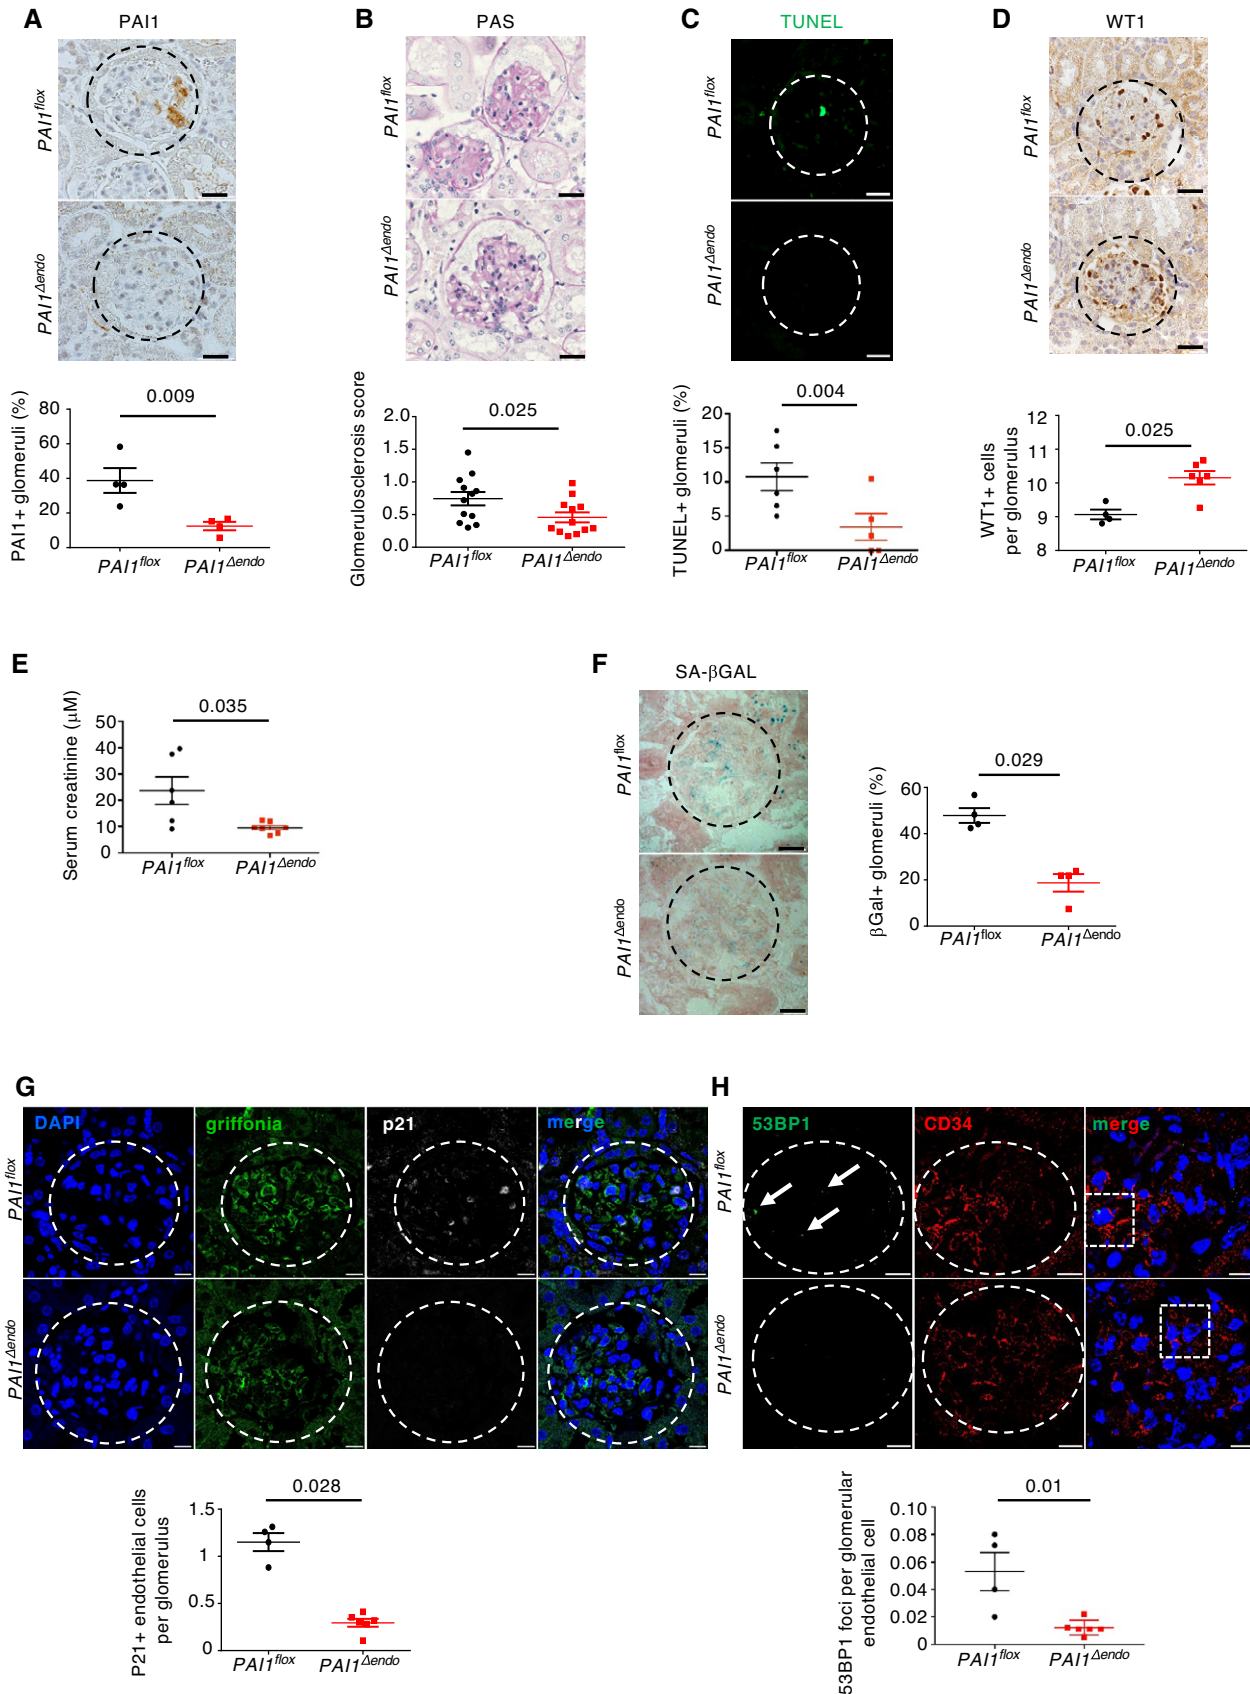 A
PAI1
PAI1flox
PAI1Δendo
PAI1+ glomeruli (%)
0.009
80
60
40
20
0
PAI1flox
PAI1Δendo
B
PAS
PAI1flox
PAI1Δendo
Glomerulosclerosis score
0.025
2.0
1.5
1.0
0.5
0.0
PAI1flox
PAI1Δendo
C
TUNEL
PAI1flox
PAI1Δendo
TUNEL+ glomeruli (%)
0.004
20
15
10
5
0
PAI1flox
PAI1Δendo
D
WT1
PAI1flox
PAI1Δendo
WT1+ cells
per glomerulus
0.025
12
11
10
9
8
PAI1flox
PAI1Δendo
E
Serum creatinine (μM)
0.035
50
40
30
20
10
0
PAI1flox
PAI1Δendo
F
SA-βGAL
PAI1flox
PAI1Δendo
βGal+ glomeruli (%)
0.029
60
40
20
0
PAI1flox
PAI1Δendo
G
DAPI
griffonia
p21
merge
PAI1flox
PAI1Δendo
P21+ endothelial cells
per glomerulus
0.028
1.5
1
0.5
0
PAI1flox
PAI1Δendo
H
53BP1
CD34
merge
PAI1flox
PAI1Δendo
53BP1 foci per glomerular
endothelial cell
0.01
0.10
0.08
0.06
0.04
0.02
0
PAI1flox
PAI1Δendo